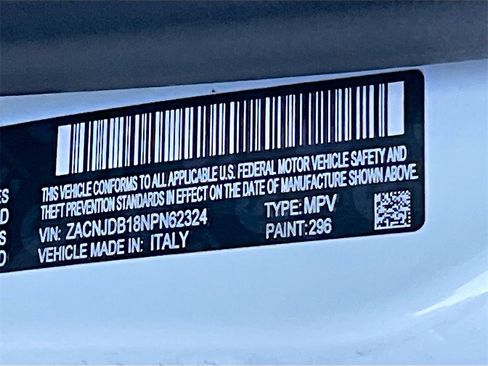 THIS VEHICLE CONFORMS TO ALL APPLICABLE U.S. FEDERAL MOTOR VEHICLE SAFETY AND
THEFT PREVENTION STANDARDS IN EFFECT ON THE DATE OF MANUFACTURE SHOWN ABOVE.
VIN: ZACNJDB18NPN62324 TYPE: MPV
VEHICLE MADE IN: ITALY PAINT: 296